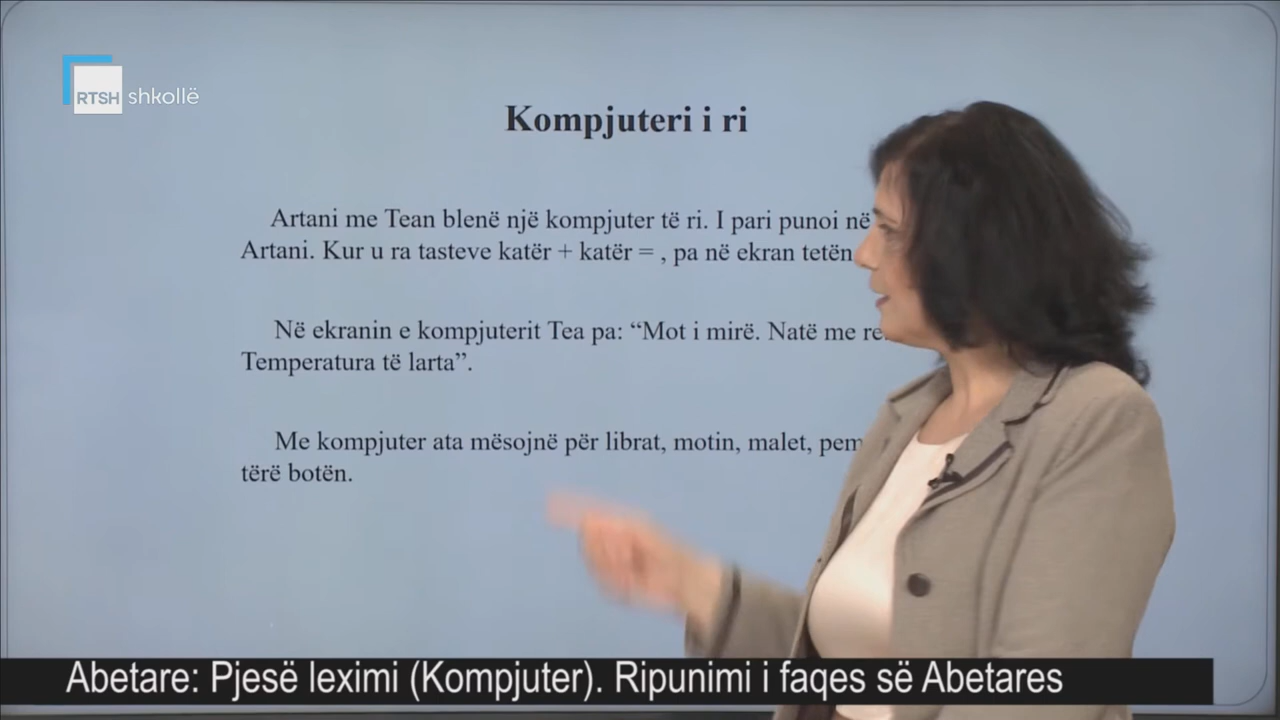 RTSH shkollë
Kompjuteri i ri
Artani me Tean blenë një kompjuter të ri. I pari punoi në
Artani. Kur u ra tasteve katër + katër = , pa në ekran tetën
Në ekranin e kompjuterit Tea pa: “Mot i mirë. Natë me
Temperatura të larta”.
Me kompjuter ata mësojnë për librat, motin, malet,
tërë botën.
Abetare: Pjesë leximi (Kompjuter). Ripunimi i faqes së Abetares